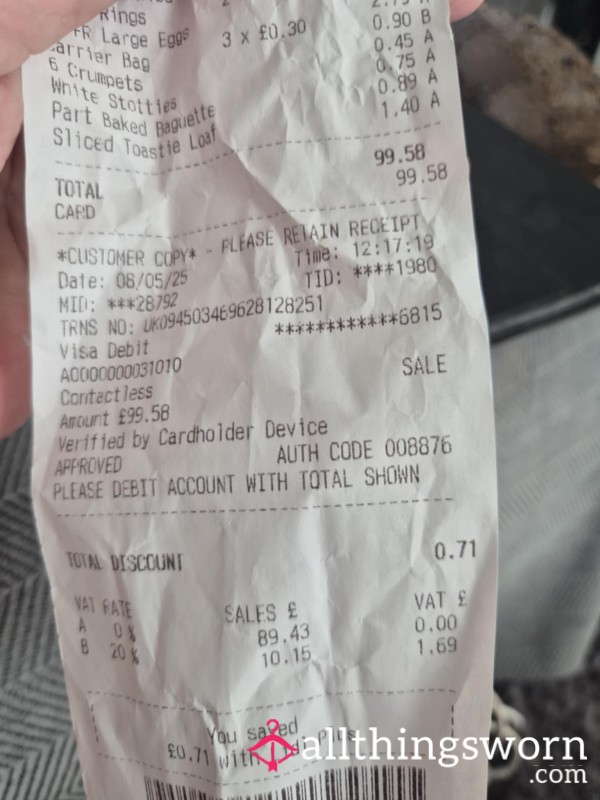 Rings
FR Large Eggs
3 x £0.30 0.90 B
Carrier Bag 0.45 A
6 Crumpets 0.75 A
White Stotties 0.89 A
Part Baked Baguette 1.40 A
Sliced Toastie Loaf
TOTAL 99.58
CARD 99.58
*CUSTOMER COPY* - PLEASE RETAIN RECEIPT
Date: 08/05/25 Time: 12:17:19
MID: ***28792 TID: ****1980
TRNS NO: UK094503469628128251
Visa Debit ************6815
A0000000031010
Contactless SALE
Amount £99.58
Verified by Cardholder Device
APPROVED AUTH CODE 008876
PLEASE DEBIT ACCOUNT WITH TOTAL SHOWN
TOTAL DISCOUNT 0.71
VAT RATE SALES £ VAT £
A 0 % 89.43 0.00
B 20 % 10.15 1.69
You saved
£0.71 with Plus
allthingsworn
.com